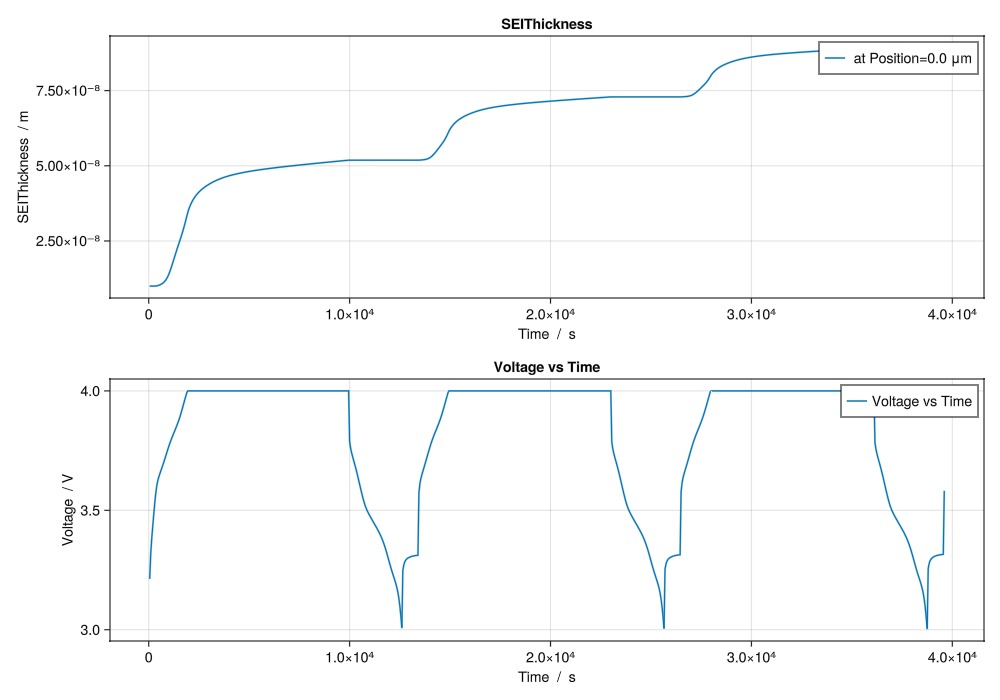 SEIThickness
at Position=0.0 μm
7.50×10⁻⁸
5.00×10⁻⁸
2.50×10⁻⁸
SEIThickness / m
0 1.0×10⁴ 2.0×10⁴ 3.0×10⁴ 4.0×10⁴
Time / s
Voltage vs Time
Voltage vs Time
4.0
3.5
3.0
Voltage / V
0 1.0×10⁴ 2.0×10⁴ 3.0×10⁴ 4.0×10⁴
Time / s